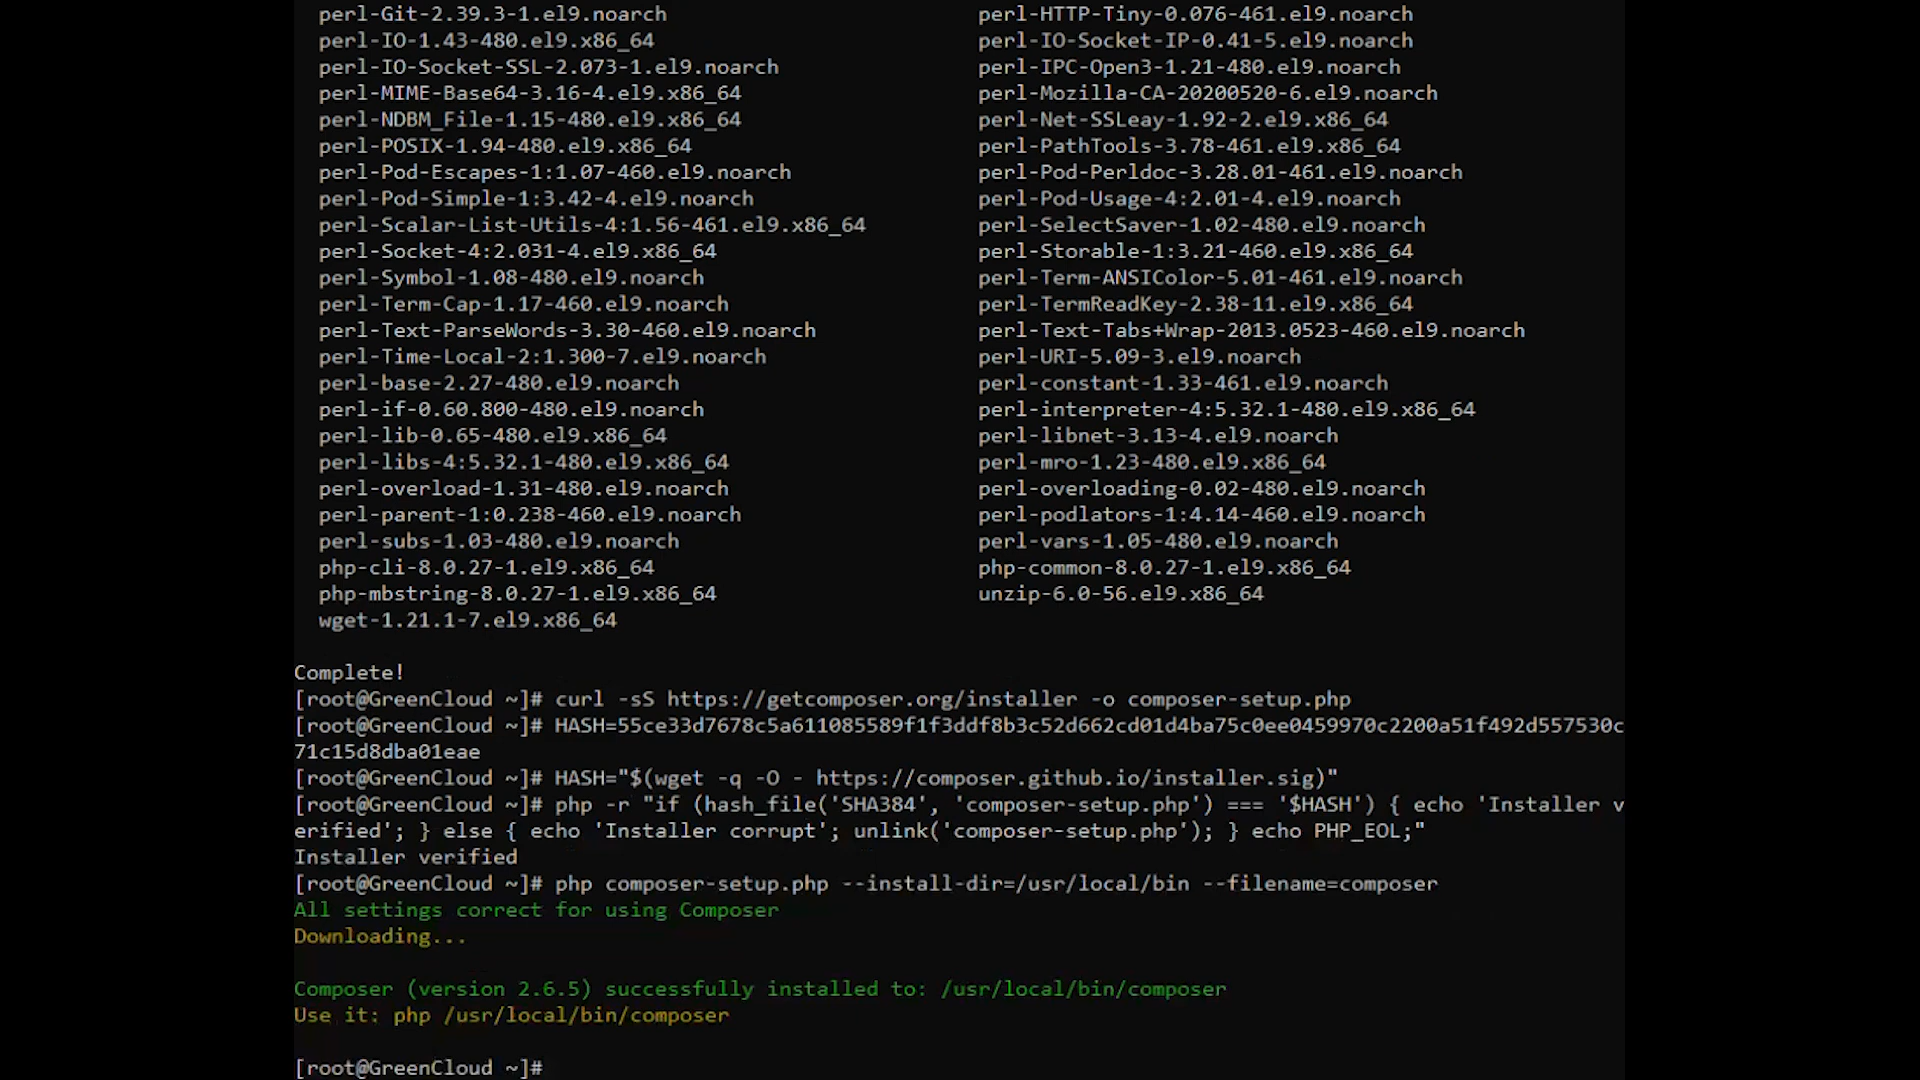 perl-Git-2.39.3-1.el9.noarch perl-HTTP-Tiny-0.076-461.el9.noarch
perl-IO-1.43-480.el9.x86_64 perl-IO-Socket-IP-0.41-5.el9.noarch
perl-IO-Socket-SSL-2.073-1.el9.noarch perl-IPC-Open3-1.21-480.el9.noarch
perl-MIME-Base64-3.16-4.el9.x86_64 perl-Mozilla-CA-20200520-6.el9.noarch
perl-NDBM_File-1.15-480.el9.x86_64 perl-Net-SSLeay-1.92-2.el9.x86_64
perl-POSIX-1.94-480.el9.x86_64 perl-PathTools-3.78-461.el9.x86_64
perl-Pod-Escapes-1:1.07-460.el9.noarch perl-Pod-Perldoc-3.28.01-461.el9.noarch
perl-Pod-Simple-1:3.42-4.el9.noarch perl-Pod-Usage-4:2.01-4.el9.noarch
perl-Scalar-List-Utils-4:1.56-461.el9.x86_64 perl-SelectSaver-1.02-480.el9.noarch
perl-Socket-4:2.031-4.el9.x86_64 perl-Storable-1:3.21-460.el9.x86_64
perl-Symbol-1.08-480.el9.noarch perl-Term-ANSIColor-5.01-461.el9.noarch
perl-Term-Cap-1.17-460.el9.noarch perl-TermReadKey-2.38-11.el9.x86_64
perl-Text-ParseWords-3.30-460.el9.noarch perl-Text-Tabs+Wrap-2013.0523-460.el9.noarch
perl-Time-Local-2:1.300-7.el9.noarch perl-URI-5.09-3.el9.noarch
perl-base-2.27-480.el9.noarch perl-constant-1.33-461.el9.noarch
perl-if-0.60.800-480.el9.noarch perl-interpreter-4:5.32.1-480.el9.x86_64
perl-lib-0.65-480.el9.x86_64 perl-libnet-3.13-4.el9.noarch
perl-libs-4:5.32.1-480.el9.x86_64 perl-mro-1.23-480.el9.x86_64
perl-overload-1.31-480.el9.noarch perl-overloading-0.02-480.el9.noarch
perl-parent-1:0.238-460.el9.noarch perl-podlators-1:4.14-460.el9.noarch
perl-subs-1.03-480.el9.noarch perl-vars-1.05-480.el9.noarch
php-cli-8.0.27-1.el9.x86_64 php-common-8.0.27-1.el9.x86_64
php-mbstring-8.0.27-1.el9.x86_64 unzip-6.0-56.el9.x86_64
wget-1.21.1-7.el9.x86_64
Complete!
[root@GreenCloud ~]# curl -sS https://getcomposer.org/installer -o composer-setup.php
[root@GreenCloud ~]# HASH=55ce33d7678c5a611085589f1f3ddf8b3c52d662cd01d4ba75c0ee0459970c2200a51f492d557530c
71c15d8dba01eae
[root@GreenCloud ~]# HASH="$(wget -q -O - https://composer.github.io/installer.sig)"
[root@GreenCloud ~]# php -r "if (hash_file('SHA384', 'composer-setup.php') === '$HASH') { echo 'Installer v
erified'; } else { echo 'Installer corrupt'; unlink('composer-setup.php'); } echo PHP_EOL;"
Installer verified
[root@GreenCloud ~]# php composer-setup.php --install-dir=/usr/local/bin --filename=composer
All settings correct for using Composer
Downloading...
Composer (version 2.6.5) successfully installed to: /usr/local/bin/composer
Use it: php /usr/local/bin/composer
[root@GreenCloud ~]#